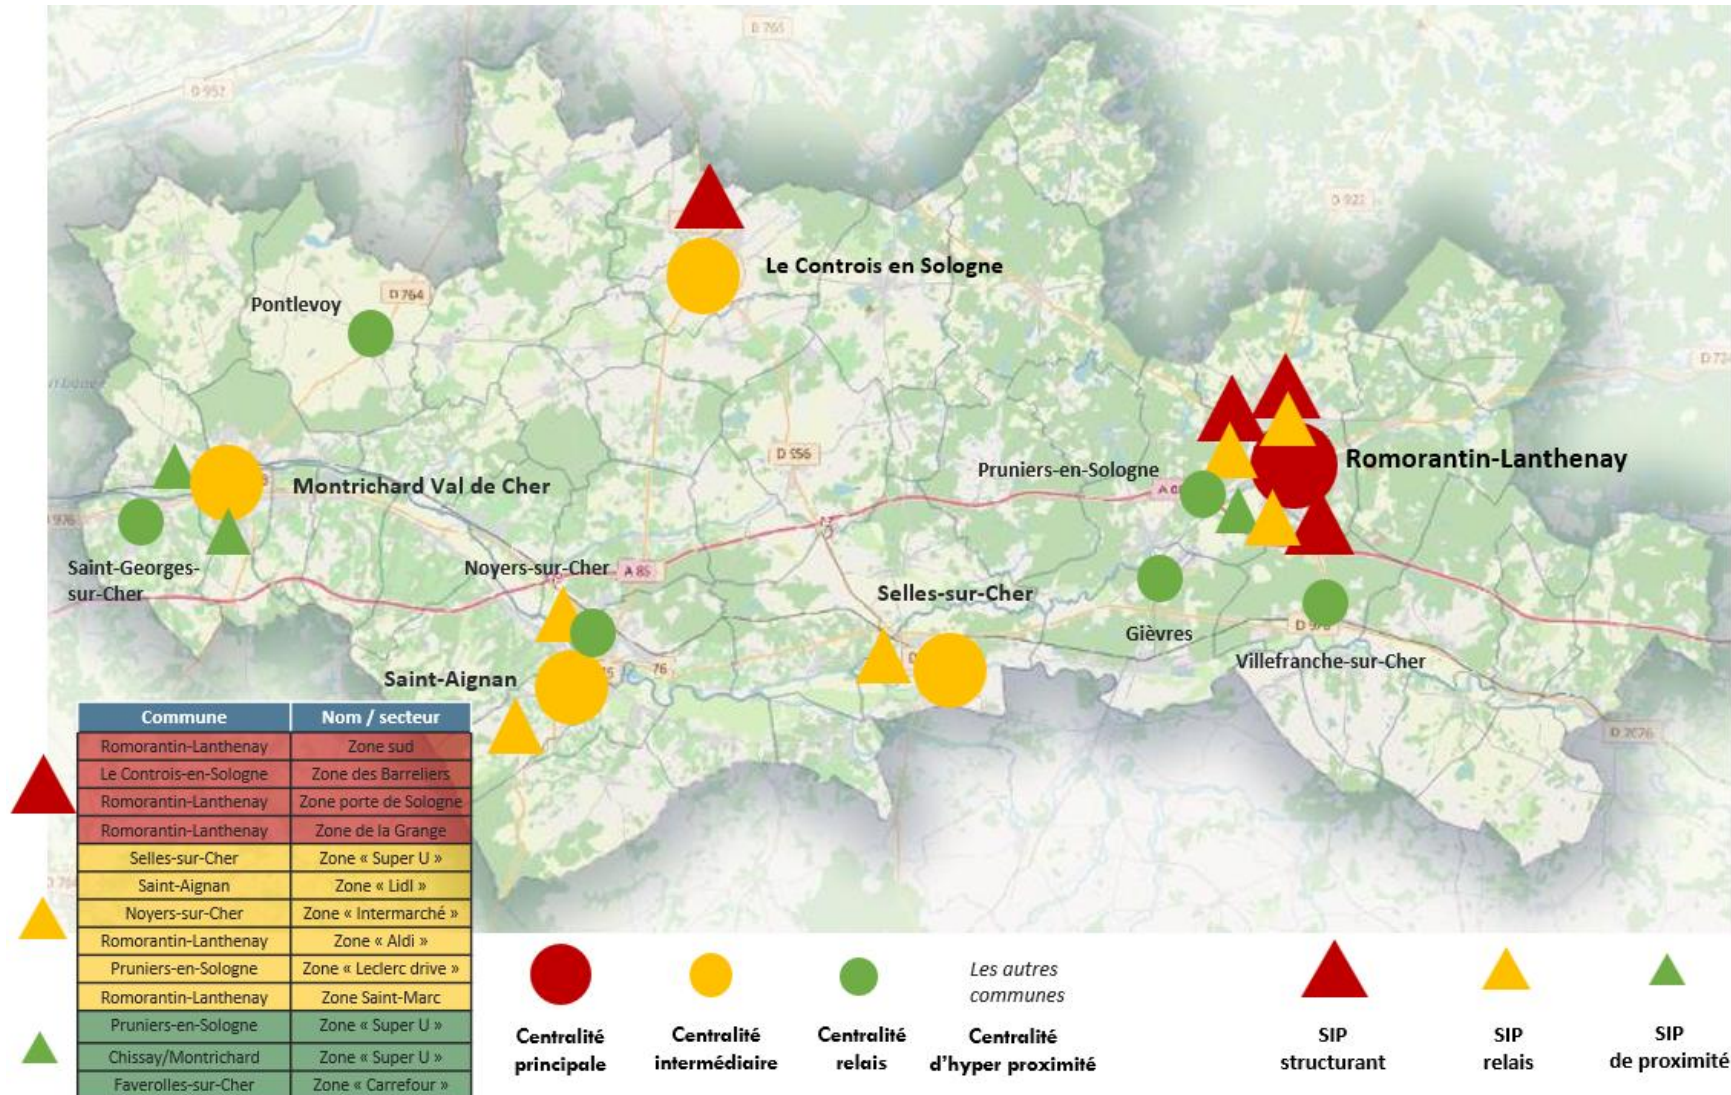 D 765
D 952
D 922
Le Controis en Sologne
Pontlevoy
D 764
D 956
Pruniers-en-Sologne
Romorantin-Lanthenay
Montrichard Val de Cher
Saint-Georges-
sur-Cher
Noyers-sur-Cher
A 85
Selles-sur-Cher
Gièvres
Villefranche-sur-Cher
Saint-Aignan
76
D 2076
Commune Nom / secteur
Romorantin-Lanthenay Zone sud
Le Controis-en-Sologne Zone des Barreliers
Romorantin-Lanthenay Zone porte de Sologne
Romorantin-Lanthenay Zone de la Grange
Selles-sur-Cher Zone « Super U »
Saint-Aignan Zone « Lidl »
Noyers-sur-Cher Zone « Intermarché »
Romorantin-Lanthenay Zone « Aldi »
Pruniers-en-Sologne Zone « Leclerc drive »
Romorantin-Lanthenay Zone Saint-Marc
Pruniers-en-Sologne Zone « Super U »
Chissay/Montrichard Zone « Super U »
Faverolles-sur-Cher Zone « Carrefour »
Centralité
principale
Centralité
intermédiaire
Centralité
relais
Les autres
communes
Centralité
d'hyper proximité
SIP
structurant
SIP
relais
SIP
de proximité